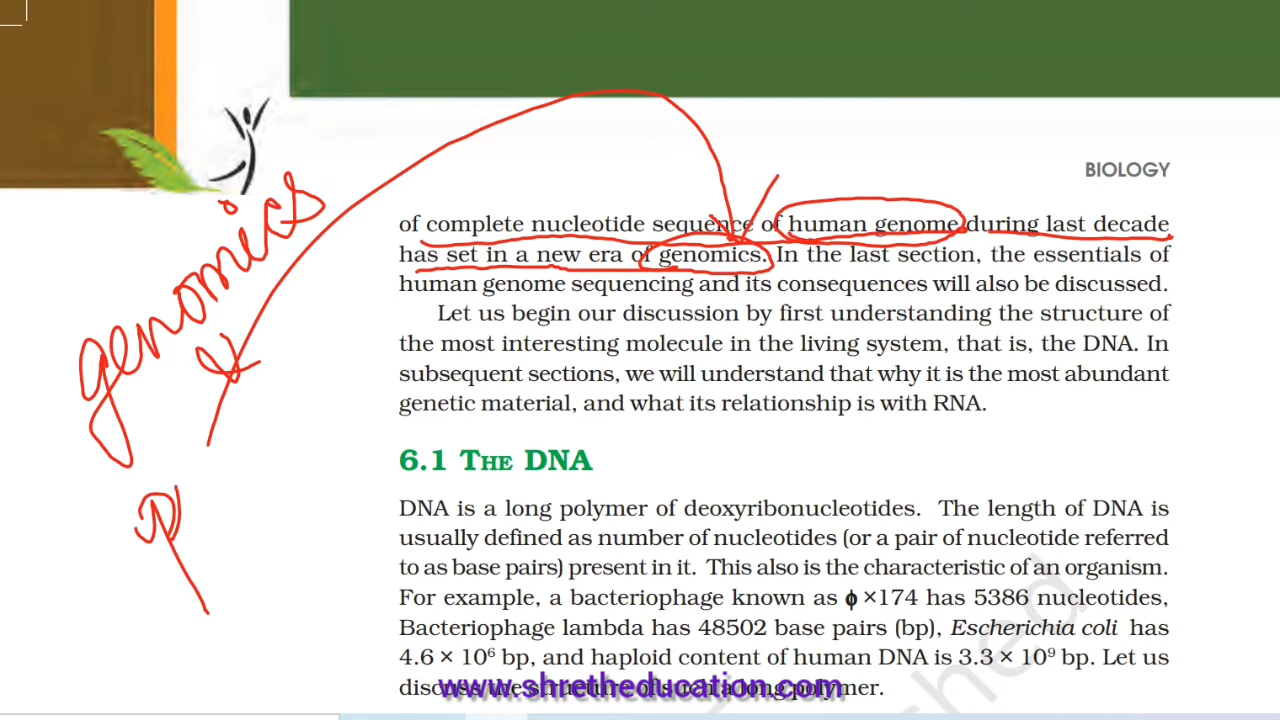 BIOLOGY
of complete nucleotide sequence of human genome during last decade
has set in a new era of genomics. In the last section, the essentials of
human genome sequencing and its consequences will also be discussed.
Let us begin our discussion by first understanding the structure of
the most interesting molecule in the living system, that is, the DNA. In
subsequent sections, we will understand that why it is the most abundant
genetic material, and what its relationship is with RNA.
genomics
6.1 THE DNA
DNA is a long polymer of deoxyribonucleotides. The length of DNA is
usually defined as number of nucleotides (or a pair of nucleotide referred
to as base pairs) present in it. This also is the characteristic of an organism.
For example, a bacteriophage known as ϕ ×174 has 5386 nucleotides,
Bacteriophage lambda has 48502 base pairs (bp), Escherichia coli has
4.6 × 10⁶ bp, and haploid content of human DNA is 3.3 × 10⁹ bp. Let us
discuss the structure of such a long polymer.
www.shretheducation.com